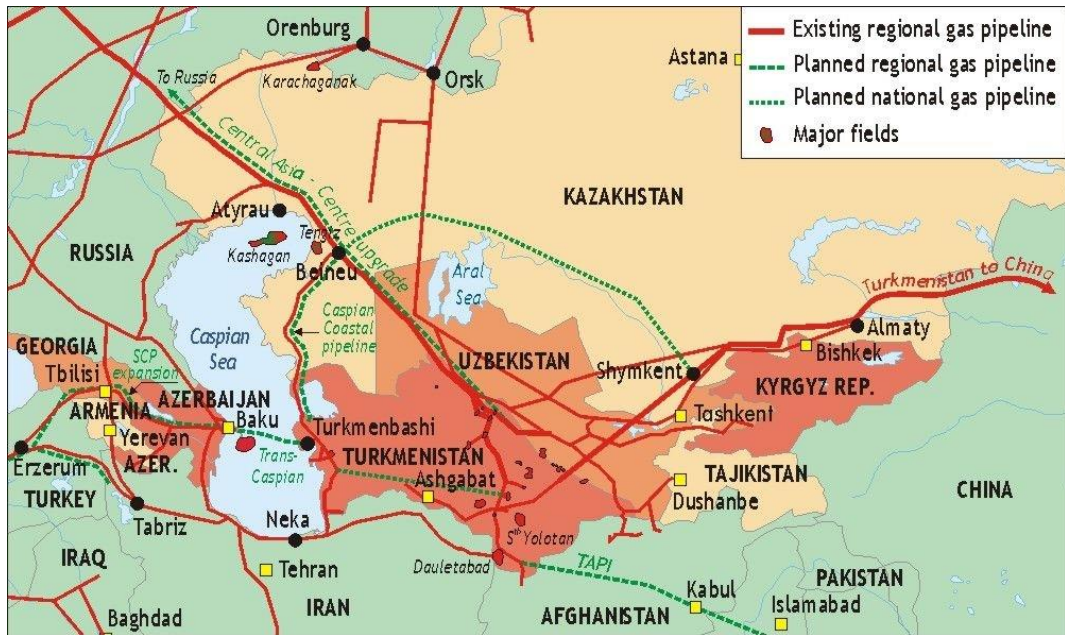 Existing regional gas pipeline
Planned regional gas pipeline
Planned national gas pipeline
Major fields
Orenburg
Karachaganak
Orsk
Astana
To Russia
Central Asia - Centre upgrade
KAZAKHSTAN
Atyrau
Tengiz
Kashagan
Beineu
RUSSIA
Aral
Sea
Turkmenistan to China
Caspian
Coastal
pipeline
Caspian
Sea
Almaty
Bishkek
GEORGIA
SCP
expansion
UZBEKISTAN
Shymkent
KYRGYZ REP.
Tbilisi
AZERBAIJAN
ARMENIA
Baku
Tashkent
Turkmenbashi
Yerevan
Trans-
Caspian
TURKMENISTAN
AZER.
Erzerum
Ashgabat
TAJIKISTAN
TURKEY
Dushanbe
CHINA
Tabriz
Neka
Sth Yolotan
IRAQ
Dauletabad
TAPI
Tehran
PAKISTAN
Kabul
IRAN
AFGHANISTAN
Islamabad
Baghdad